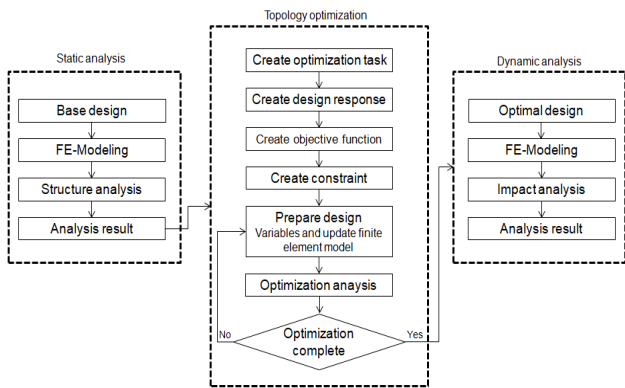 Static analysis
Base design
FE-Modeling
Structure analysis
Analysis result
Topology optimization
Create optimization task
Create design response
Create objective function
Create constraint
Prepare design
Variables and update finite
element model
Optimization anaysis
Optimization
complete
No
Yes
Dynamic analysis
Optimal design
FE-Modeling
Impact analysis
Analysis result